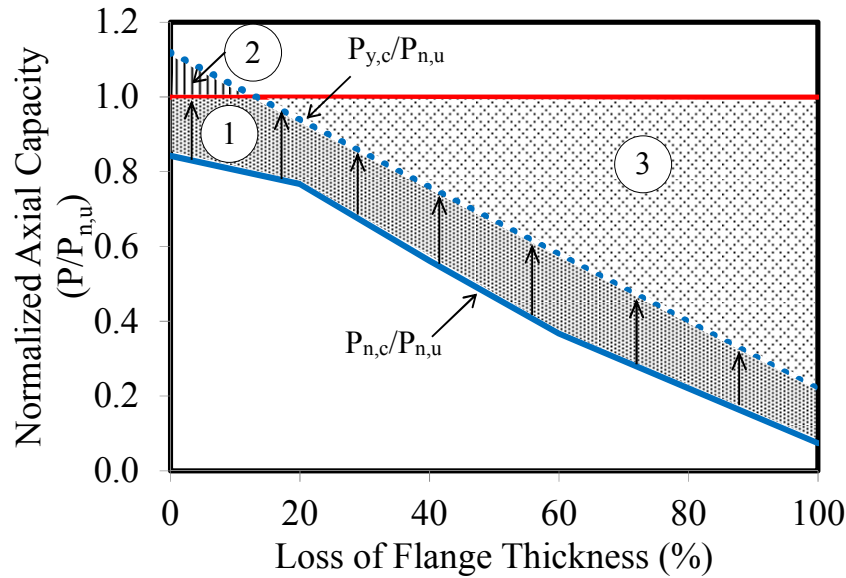 1.2
1.0
0.8
0.6
0.4
0.2
0.0
Normalized Axial Capacity
(P/Pn,u)
2
Py,c/Pn,u
1
3
Pn,c/Pn,u
0 20 40 60 80 100
Loss of Flange Thickness (%)